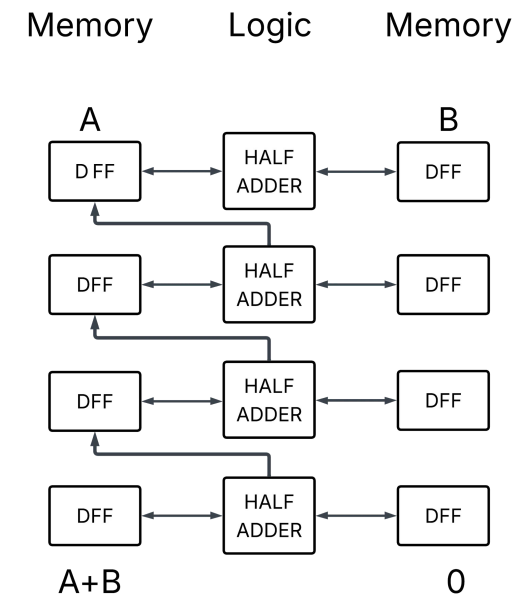 Memory Logic Memory
A B
D FF HALF ADDER DFF
DFF HALF ADDER DFF
DFF HALF ADDER DFF
DFF HALF ADDER DFF
A+B 0